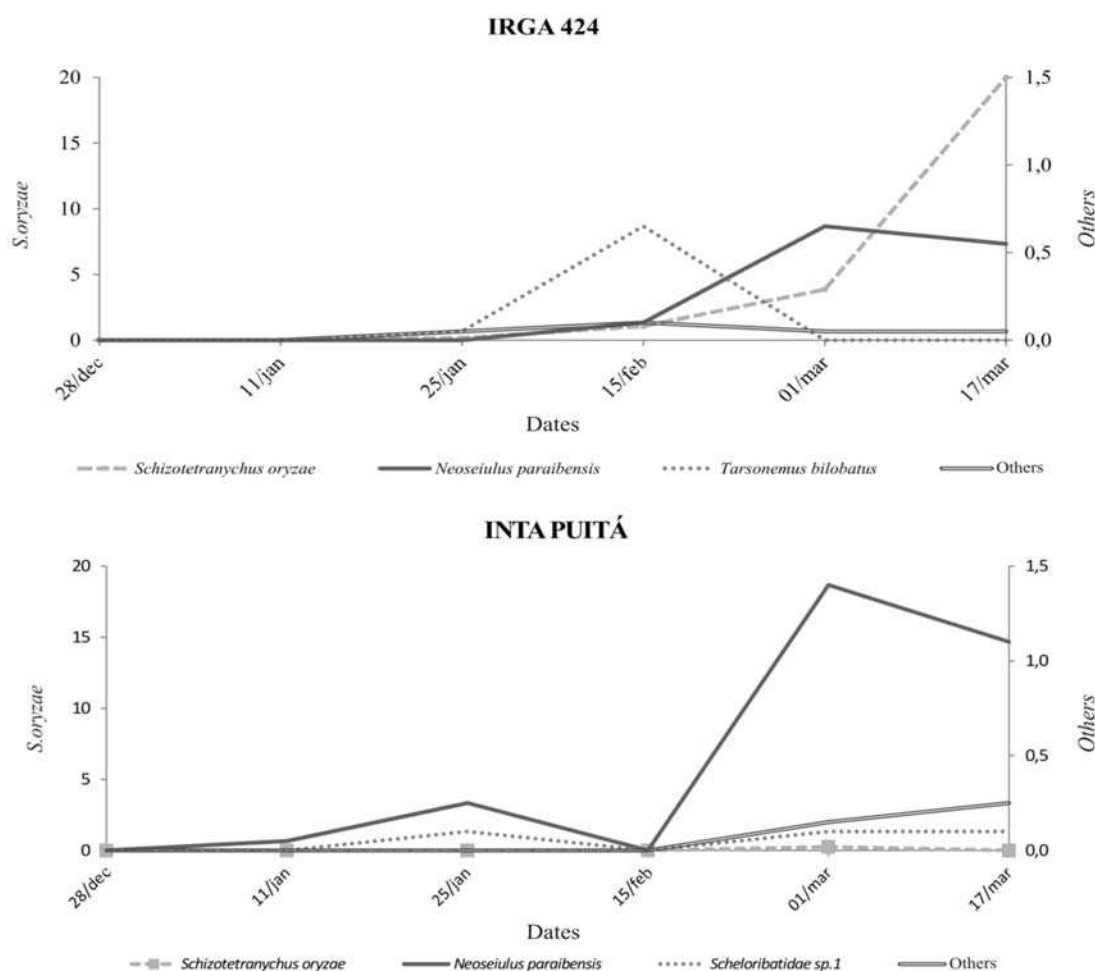 IRGA 424
20
15
10
5
0
S.oryzae
1,5
1,0
0,5
0,0
Others
28/dec
11/jan
25/jan
15/feb
01/mar
17/mar
Dates
Schizotetranychus oryzae Neoseiulus paraibensis Tarsonemus bilobatus Others
INTA PUITÁ
20
15
10
5
0
S.oryzae
1,5
1,0
0,5
0,0
Others
28/dec
11/jan
25/jan
15/feb
01/mar
17/mar
Dates
Schizotetranychus oryzae Neoseiulus paraibensis Scheloribatidae sp.1 Others